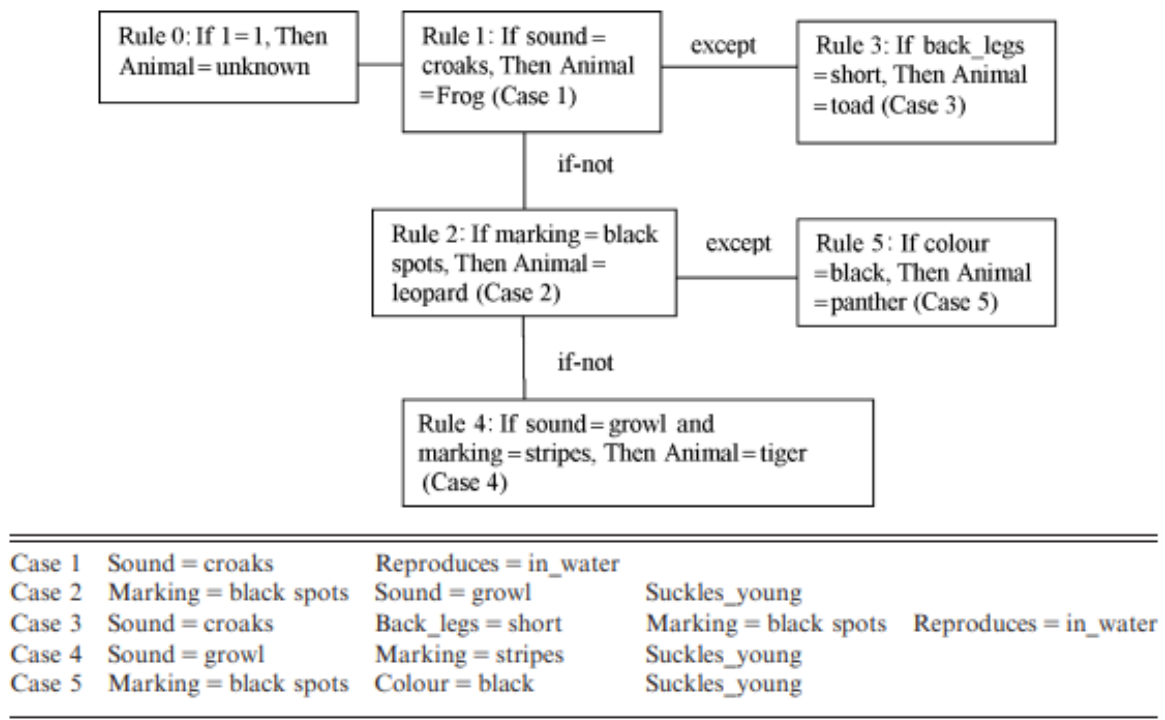 Rule 0: If 1=1, Then
Animal=unknown
Rule 1: If sound=
croaks, Then Animal
=Frog (Case 1)
except
Rule 3: If back_legs
=short, Then Animal
=toad (Case 3)
if-not
Rule 2: If marking=black
spots, Then Animal=
leopard (Case 2)
except
Rule 5: If colour
=black, Then Animal
=panther (Case 5)
if-not
Rule 4: If sound=growl and
marking=stripes, Then Animal=tiger
(Case 4)
Case 1 Sound = croaks Reproduces = in_water
Case 2 Marking = black spots Sound = growl Suckles_young
Case 3 Sound = croaks Back_legs = short Marking = black spots Reproduces = in_water
Case 4 Sound = growl Marking = stripes Suckles_young
Case 5 Marking = black spots Colour = black Suckles_young